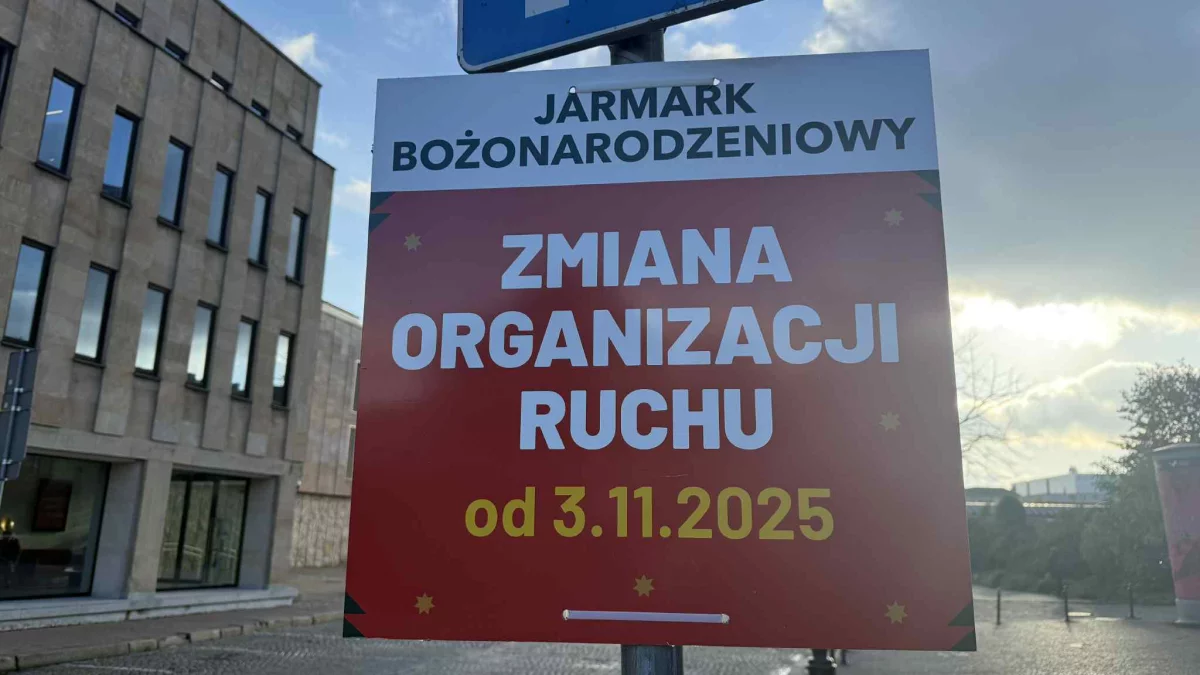 JARMARK
BOŻONARODZENIOWY
ZMIANA
ORGANIZACJI
RUCHU
od 3.11.2025